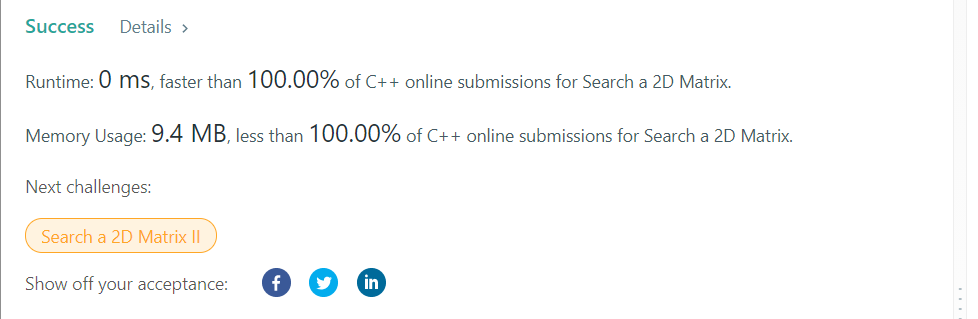 Success Details >
Runtime: 0 ms, faster than 100.00% of C++ online submissions for Search a 2D Matrix.
Memory Usage: 9.4 MB, less than 100.00% of C++ online submissions for Search a 2D Matrix.
Next challenges:
Search a 2D Matrix II
Show off your acceptance: f in